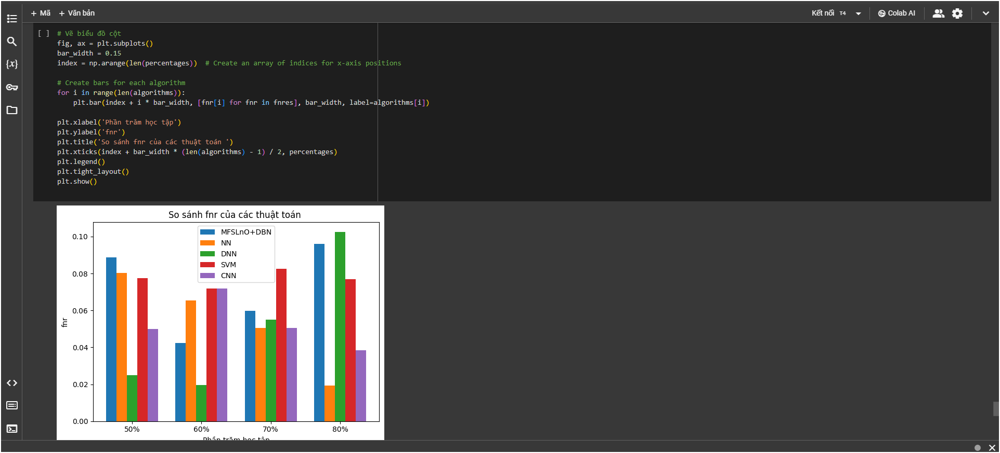 + Mã + Văn bản
Kết nối T4 Colab AI
{x}
[ ] # Vẽ biểu đồ cột
fig, ax = plt.subplots()
bar_width = 0.15
index = np.arange(len(percentages))  # Create an array of indices for x-axis positions
# Create bars for each algorithm
for i in range(len(algorithms)):
    plt.bar(index + i * bar_width, [fnr[i] for fnr in fnres], bar_width, label=algorithms[i])
plt.xlabel('Phần trăm học tập')
plt.ylabel('fnr')
plt.title('So sánh fnr của các thuật toán ')
plt.xticks(index + bar_width * (len(algorithms) - 1) / 2, percentages)
plt.legend()
plt.tight_layout()
plt.show()
So sánh fnr của các thuật toán
MFSLnO+DBN
NN
DNN
SVM
CNN
0.10
0.08
0.06
0.04
0.02
0.00
fnr
50% 60% 70% 80%
Phần trăm học tập